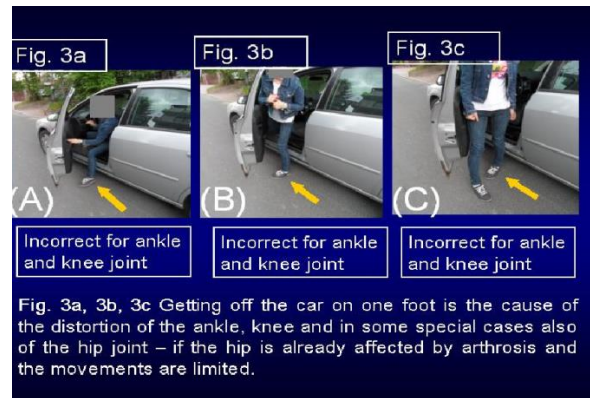 Fig. 3a
Fig. 3b
Fig. 3c
(A)
(B)
(C)
Incorrect for ankle
and knee joint
Incorrect for ankle
and knee joint
Incorrect for ankle
and knee joint
Fig. 3a, 3b, 3c Getting off the car on one foot is the cause of
the distortion of the ankle, knee and in some special cases also
of the hip joint – if the hip is already affected by arthrosis and
the movements are limited.